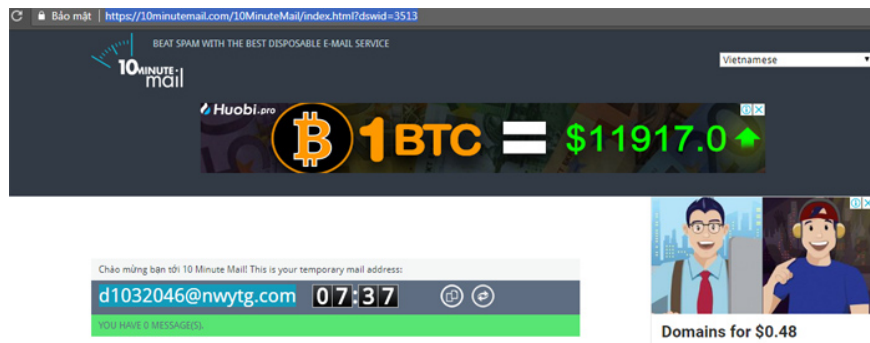 Bảo mật | https://10minutemail.com/10MinuteMail/index.html?dswid=3513
BEAT SPAM WITH THE BEST DISPOSABLE E-MAIL SERVICE
10 MINUTE
mail
Vietnamese
Huobi.pro
B 1 BTC = $11917.0
Chào mừng bạn tới 10 Minute Mail! This is your temporary mail address:
d1032046@nwytg.com 07:37
YOU HAVE 0 MESSAGE(S).
Domains for $0.48